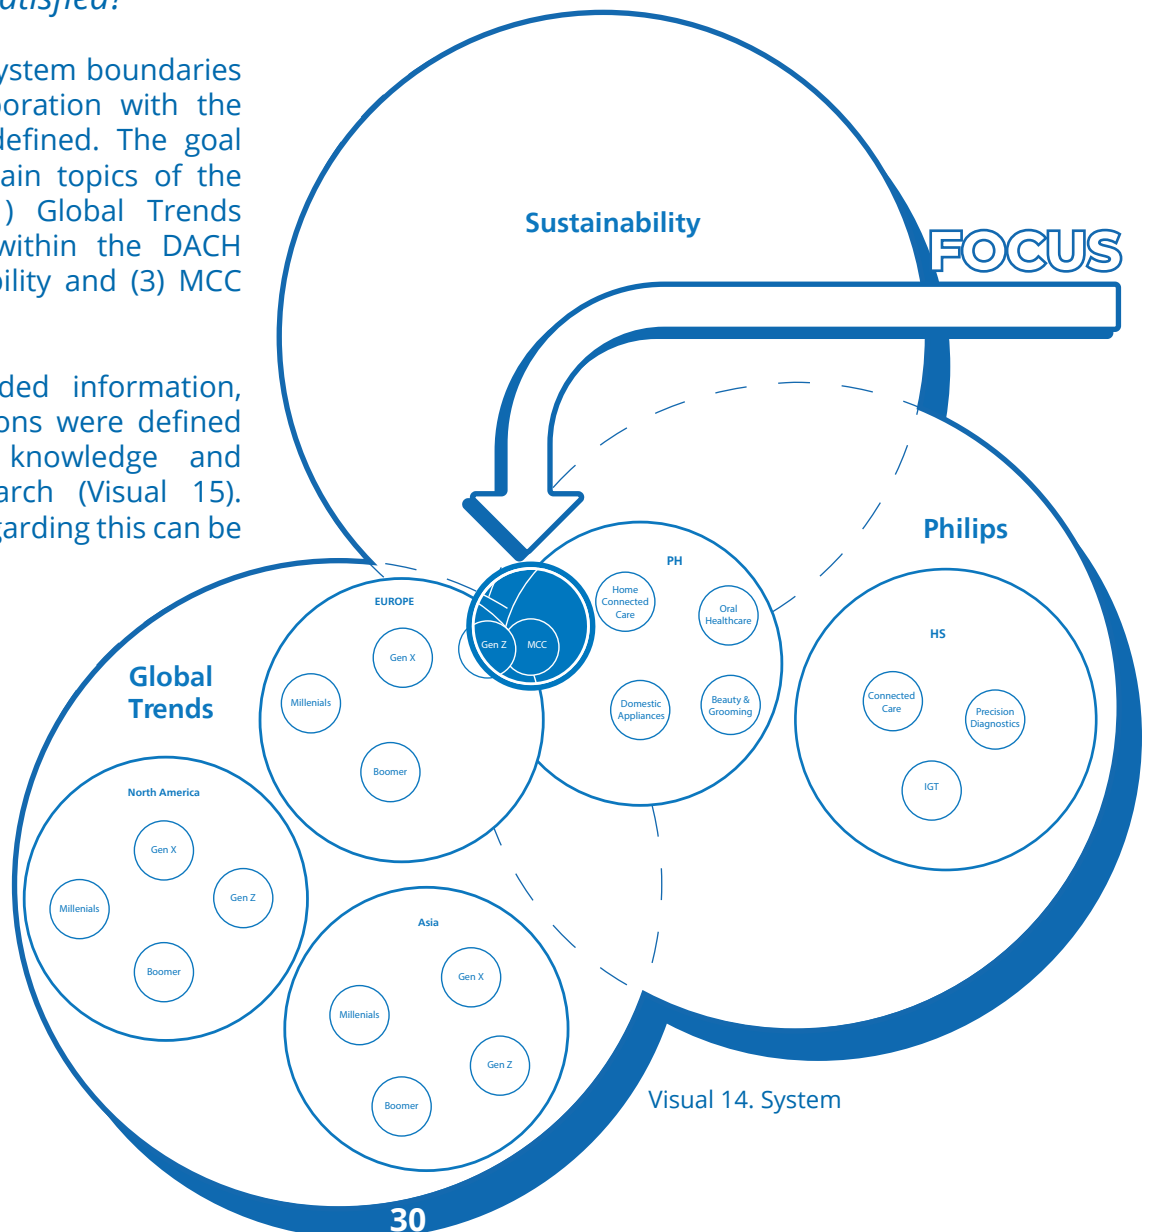 ystem boundaries
oration with the
defined. The goal
ain topics of the
) Global Trends
within the DACH
bility and (3) MCC
ded information,
ons were defined
knowledge and
arch (Visual 15).
garding this can be
Sustainability
FOCUS
Philips
PH
Home
Connected
Care
Oral
Healthcare
Domestic
Appliances
Beauty &
Grooming
HS
Connected
Care
Precision
Diagnostics
IGT
EUROPE
Gen X
Gen Z
MCC
Millenials
Boomer
Global
Trends
North America
Gen X
Millenials
Gen Z
Boomer
Asia
Gen X
Millenials
Gen Z
Boomer
Visual 14. System
30